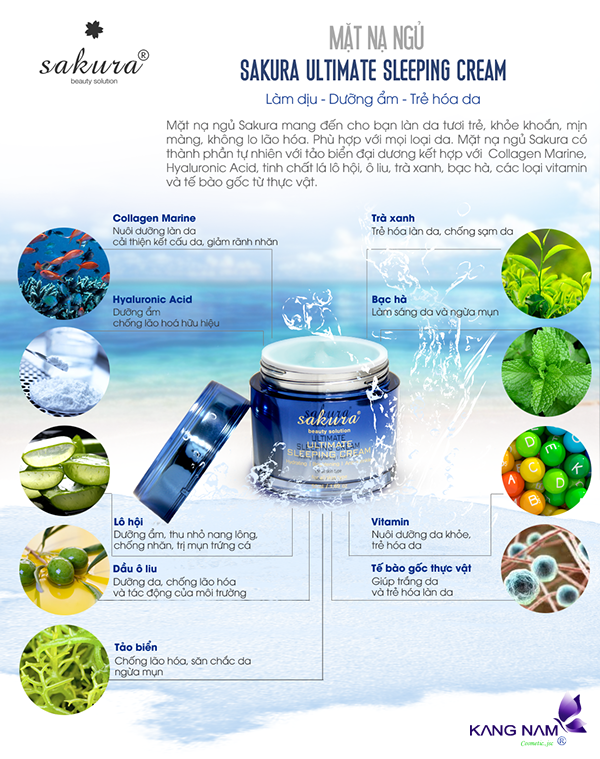 sakura®
beauty solution
MẶT NẠ NGỦ
SAKURA ULTIMATE SLEEPING CREAM
Làm dịu - Dưỡng ẩm - Trẻ hóa da
Mặt nạ ngủ Sakura mang đến cho bạn làn da tươi trẻ, khỏe khoắn, mịn
màng, không lo lão hóa. Phù hợp với mọi loại da. Mặt nạ ngủ Sakura có
thành phần tự nhiên với tảo biển đại dương kết hợp với Collagen Marine,
Hyaluronic Acid, tinh chất lá lô hội, ô liu, trà xanh, bạc hà, các loại vitamin
và tế bào gốc từ thực vật.
Collagen Marine
Nuôi dưỡng làn da
cải thiện kết cấu da, giảm rãnh nhăn
Trà xanh
Trẻ hóa làn da, chống sạm da
Hyaluronic Acid
Dưỡng ẩm
chống lão hoá hữu hiệu
Bạc hà
Làm sáng da và ngừa mụn
sakura
sakura®
beauty solution
ULTIMATE
ULTIMATE
SLEEPING CREAM
A
D
E
C
K
B
Lô hội
Dưỡng ẩm, thu nhỏ nang lông,
chống nhăn, trị mụn trứng cá
Vitamin
Nuôi dưỡng da khỏe,
trẻ hóa da
Dầu ô liu
Dưỡng da, chống lão hóa
và tác động của môi trường
Tế bào gốc thực vật
Giúp trắng da
và trẻ hóa làn da
Tảo biển
Chống lão hóa, săn chắc da
ngừa mụn
KANG NAM
Cosmetic.,jsc ®